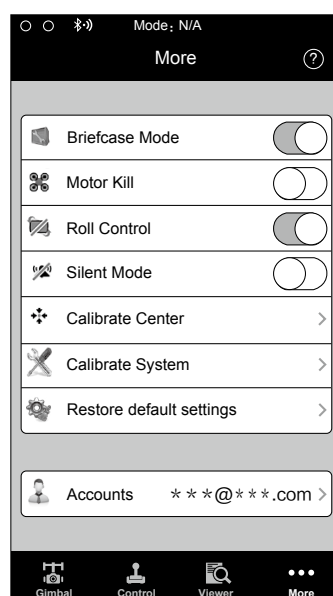 Mode: N/A
More ?
Briefcase Mode
Motor Kill
Roll Control
Silent Mode
Calibrate Center
Calibrate System
Restore default settings
Accounts ***@***.com
Gimbal Control Viewer More